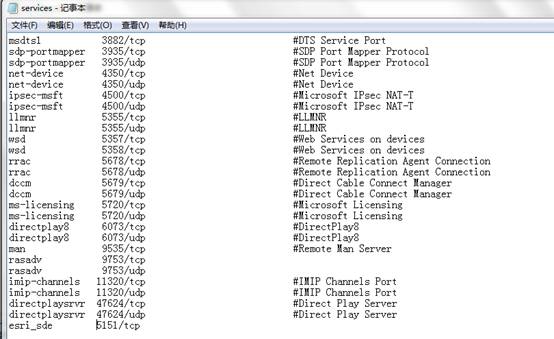 services - 记事本
文件(F) 编辑(E) 格式(O) 查看(V) 帮助(H)
msdts1 3882/tcp #DTS Service Port
sdp-portmapper 3935/tcp #SDP Port Mapper Protocol
sdp-portmapper 3935/udp #SDP Port Mapper Protocol
net-device 4350/tcp #Net Device
net-device 4350/udp #Net Device
ipsec-msft 4500/tcp #Microsoft IPsec NAT-T
ipsec-msft 4500/udp #Microsoft IPsec NAT-T
llmnr 5355/tcp #LLMNR
llmnr 5355/udp #LLMNR
wsd 5357/tcp #Web Services on devices
wsd 5358/tcp #Web Services on devices
rrac 5678/tcp #Remote Replication Agent Connection
rrac 5678/udp #Remote Replication Agent Connection
dccm 5679/tcp #Direct Cable Connect Manager
dccm 5679/udp #Direct Cable Connect Manager
ms-licensing 5720/tcp #Microsoft Licensing
ms-licensing 5720/udp #Microsoft Licensing
directplay8 6073/tcp #DirectPlay8
directplay8 6073/udp #DirectPlay8
man 9535/tcp #Remote Man Server
rasadv 9753/tcp
rasadv 9753/udp
imip-channels 11320/tcp #IMIP Channels Port
imip-channels 11320/udp #IMIP Channels Port
directplaysrvr 47624/tcp #Direct Play Server
directplaysrvr 47624/udp #Direct Play Server
esri_sde 5151/tcp